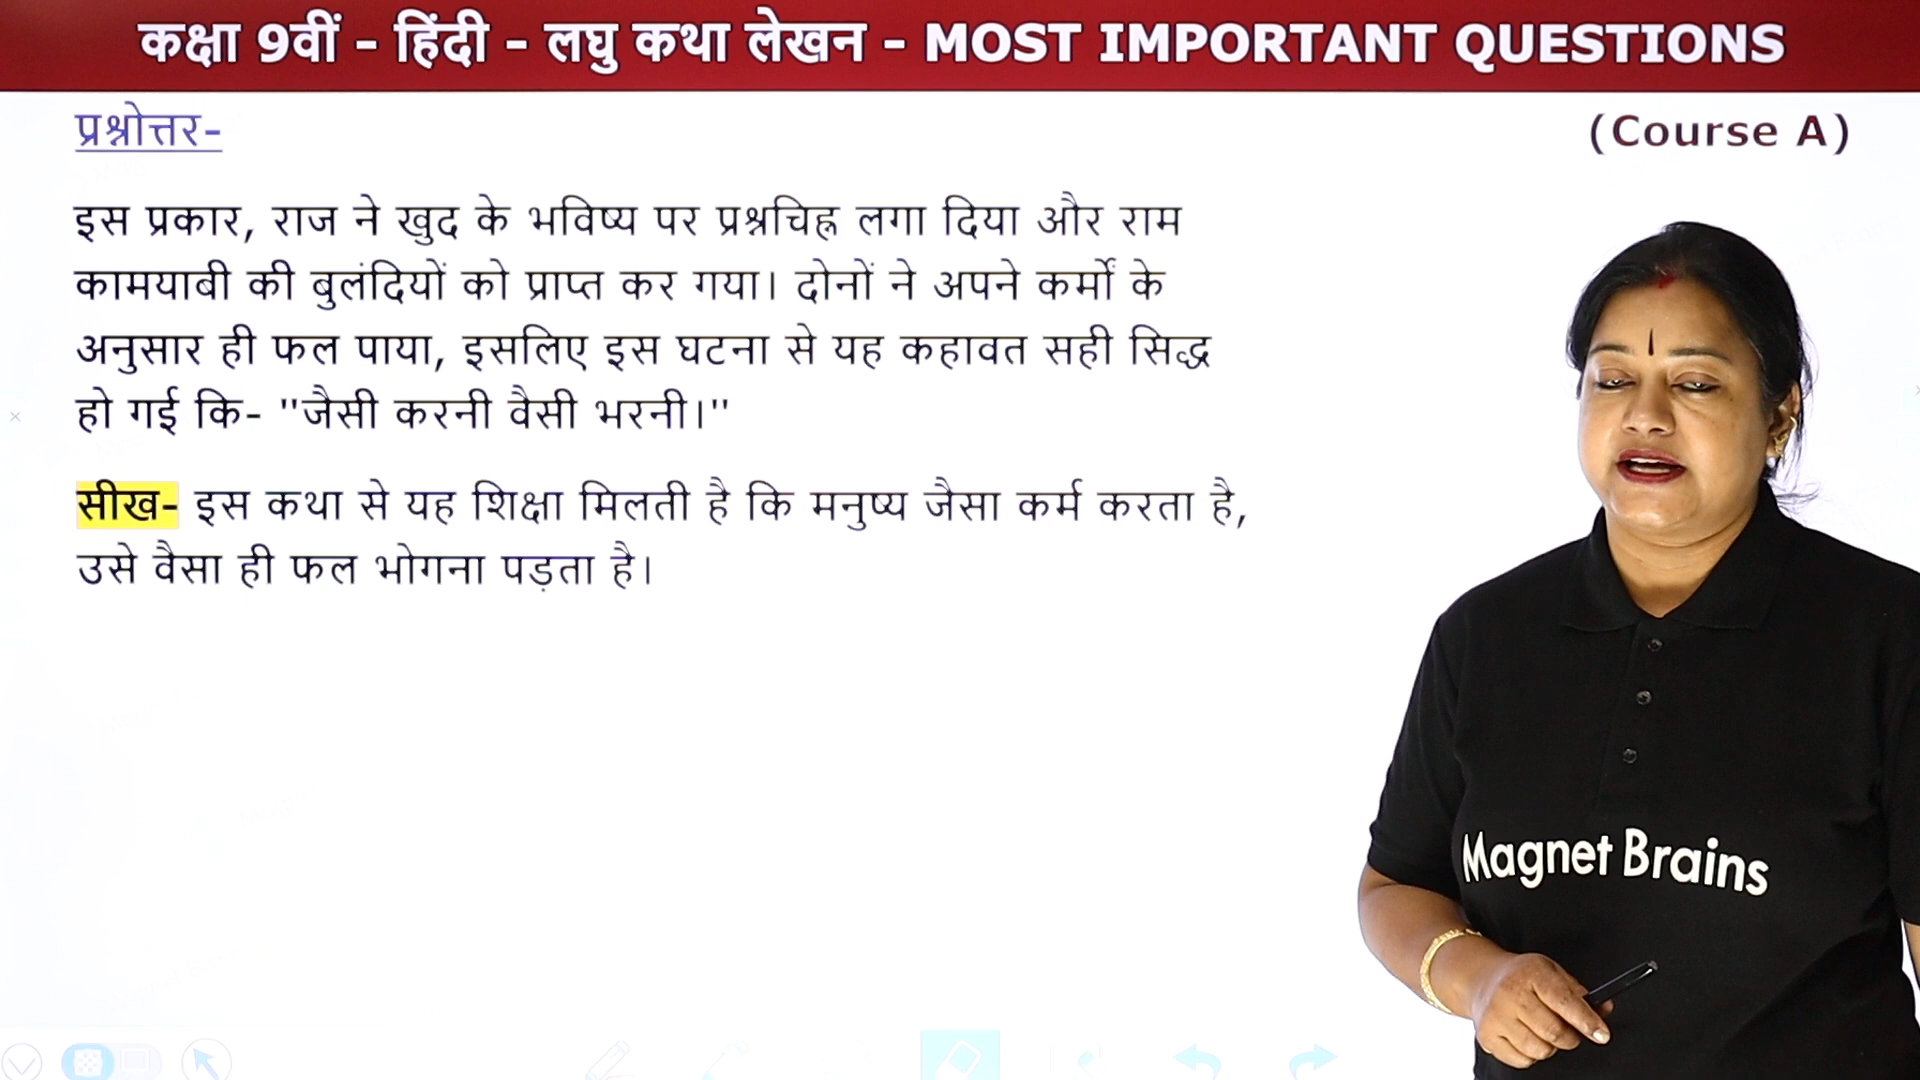 कक्षा 9वीं - हिंदी - लघु कथा लेखन - MOST IMPORTANT QUESTIONS
प्रश्नोत्तर-
(Course A)
इस प्रकार, राज ने खुद के भविष्य पर प्रश्नचिह्न लगा दिया और राम
कामयाबी की बुलंदियों को प्राप्त कर गया। दोनों ने अपने कर्मों के
अनुसार ही फल पाया, इसलिए इस घटना से यह कहावत सही सिद्ध
हो गई कि- "जैसी करनी वैसी भरनी।"
सीख- इस कथा से यह शिक्षा मिलती है कि मनुष्य जैसा कर्म करता है,
उसे वैसा ही फल भोगना पड़ता है।
Magnet Brains